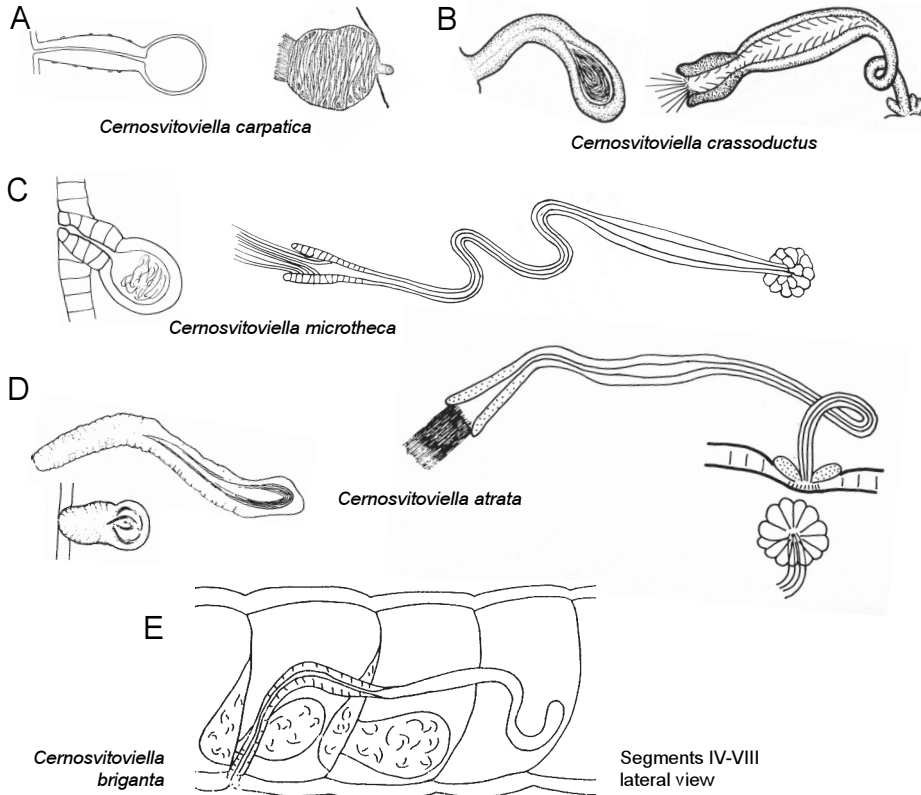 A
B
Cernosvitoviella carpatica
Cernosvitoviella crassoductus
C
Cernosvitoviella microtheca
D
Cernosvitoviella atrata
E
Cernosvitoviella
briganta
Segments IV-VIII
lateral view